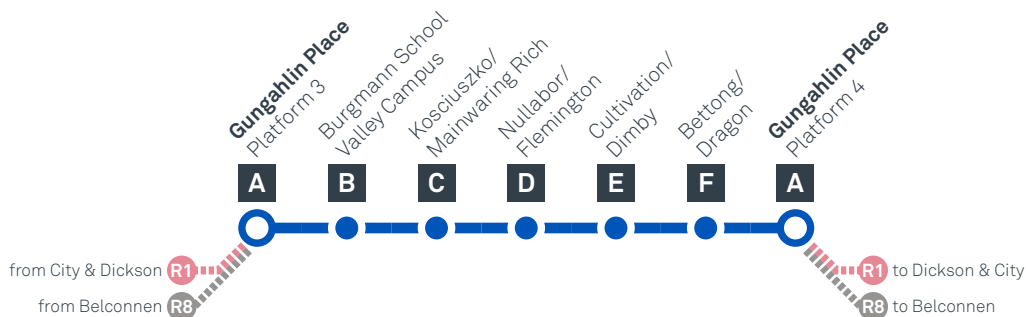 Gungahlin Place
Platform 3
Burgmann School
Valley Campus
Kosciuszko/
Mainwaring Rich
Nullabor/
Flemington
Cultivation/
Dimby
Bettong/
Dragon
Gungahlin Place
Platform 4
A
B
C
D
E
F
A
from City & Dickson R1
R1 to Dickson & City
from Belconnen R8
R8 to Belconnen